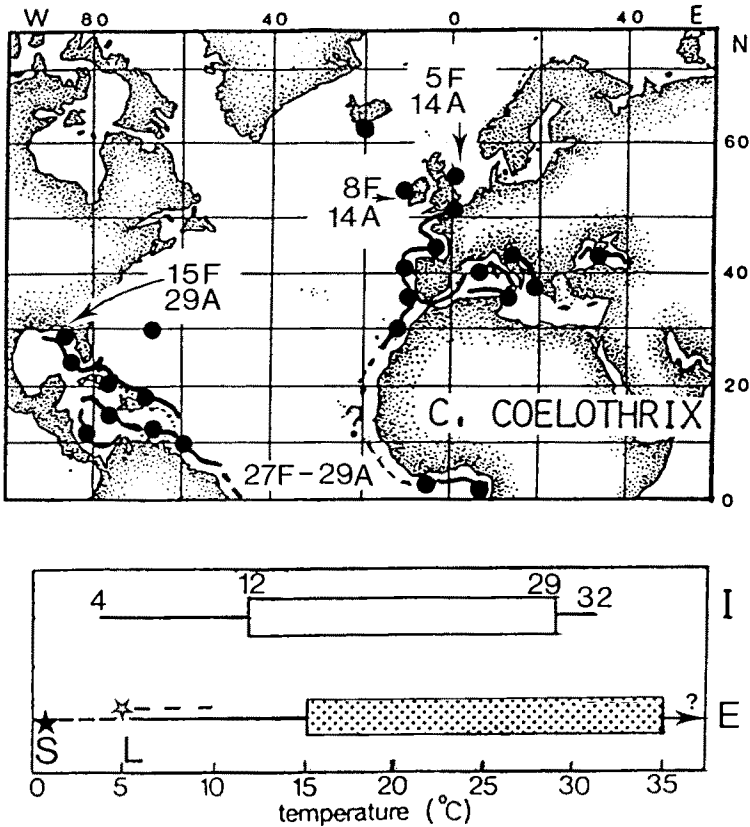 W 80 40 0 40 E
N
5F
14A
60
8F
14A
15F
29A
40
20
C. COELOTHRIX
27F-29A
0
4 12 29 32 I
? E
S L
0 5 10 15 20 25 30 35
temperature (°C)